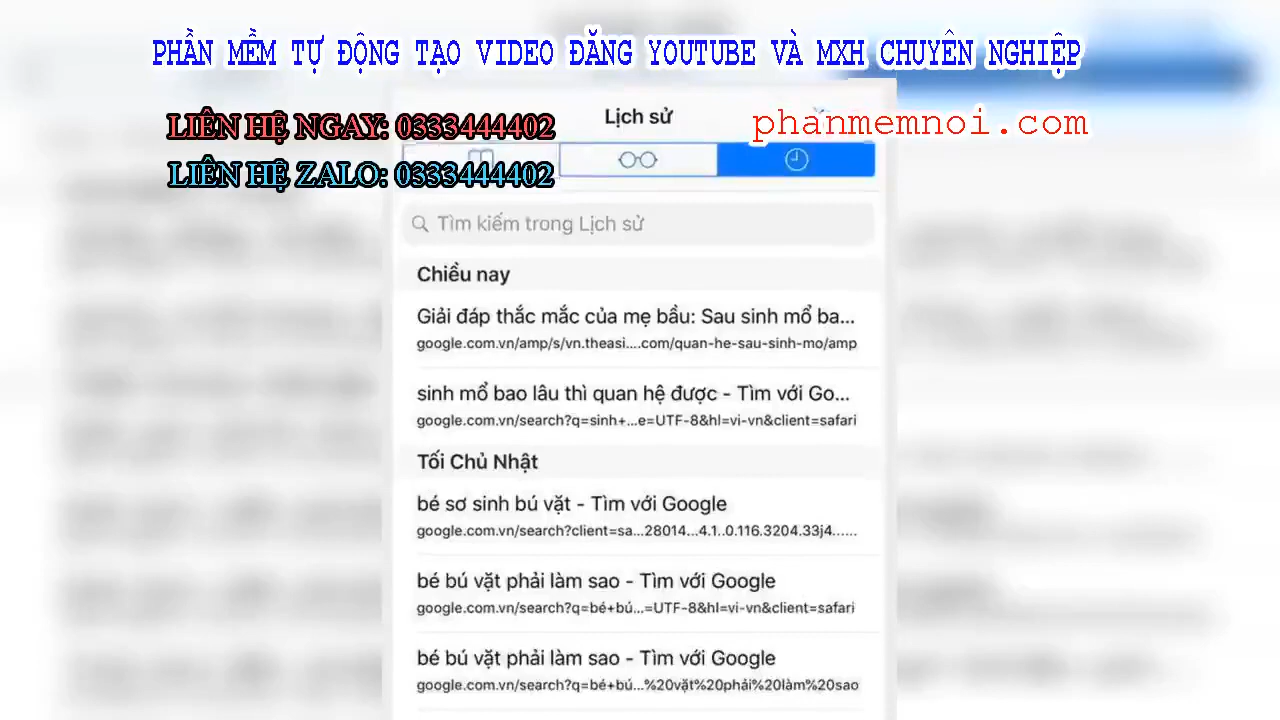 PHẦN MỀM TỰ ĐỘNG TẠO VIDEO ĐĂNG YOUTUBE VÀ MXH CHUYÊN NGHIỆP
LIÊN HỆ NGAY: 0333444402
Lịch sử
phanmemnoi.com
LIÊN HỆ ZALO: 0333444402
Tìm kiếm trong Lịch sử
Chiều nay
Giải đáp thắc mắc của mẹ bầu: Sau sinh mổ ba...
google.com.vn/amp/s/vn.theasi....com/quan-he-sau-sinh-mo/amp
sinh mổ bao lâu thì quan hệ được - Tìm với Go...
google.com.vn/search?q=sinh+...e=UTF-8&hl=vi-vn&client=safari
Tối Chủ Nhật
bé sơ sinh bú vặt - Tìm với Google
google.com.vn/search?client=sa...28014...4.1..0.116.3204.33j4......
bé bú vặt phải làm sao - Tìm với Google
google.com.vn/search?q=bé+bú...=UTF-8&hl=vi-vn&client=safari
bé bú vặt phải làm sao - Tìm với Google
google.com.vn/search?q=bé+bú...%20vặt%20phải%20làm%20sao